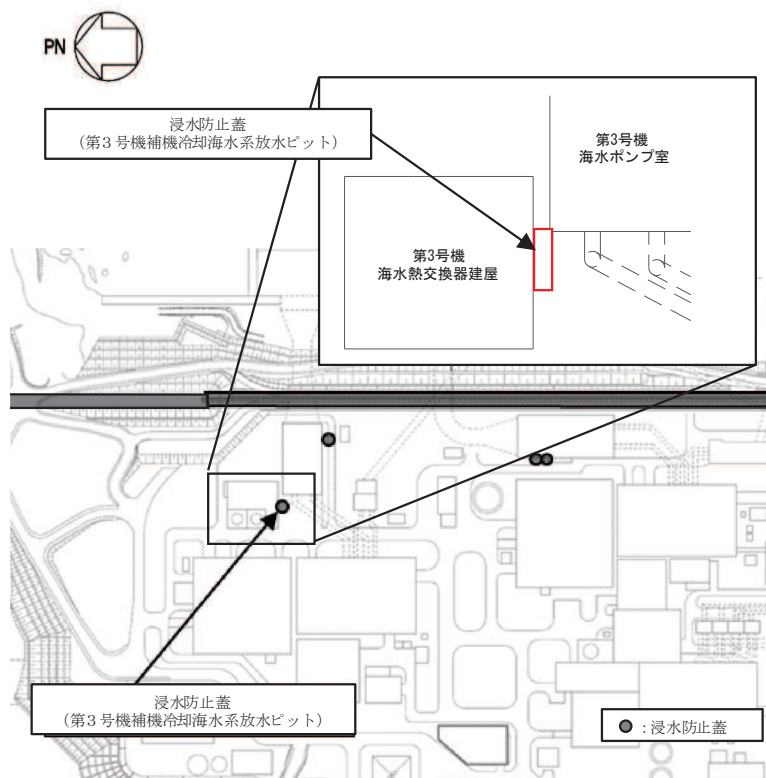 PN
浸水防止蓋
（第３号機補機冷却海水系放水ピット）
第3号機
海水ポンプ室
第3号機
海水熱交換器建屋
浸水防止蓋
（第３号機補機冷却海水系放水ピット）
：浸水防止蓋